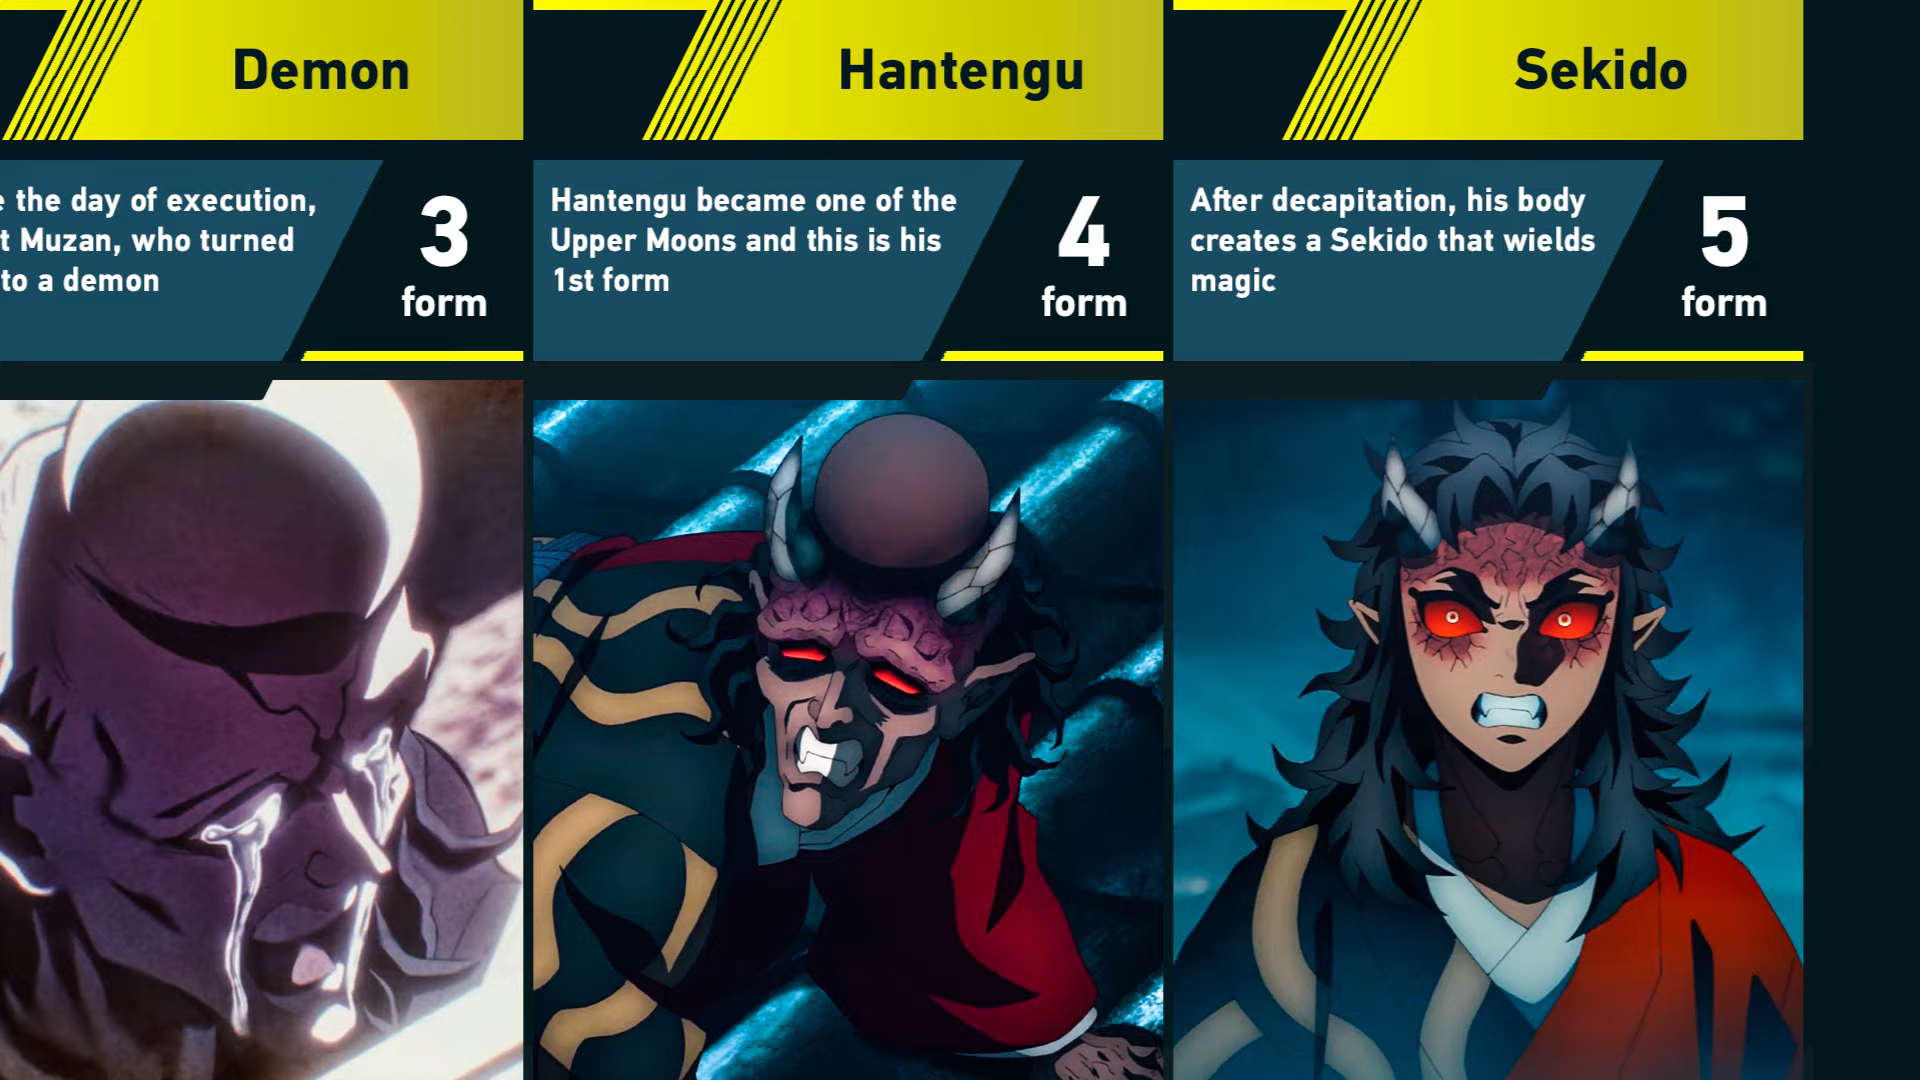 Demon
Hantengu
Sekido
the day of execution,
Muzan, who turned
to a demon
3
form
Hantengu became one of the
Upper Moons and this is his
1st form
4
form
After decapitation, his body
creates a Sekido that wields
magic
5
form